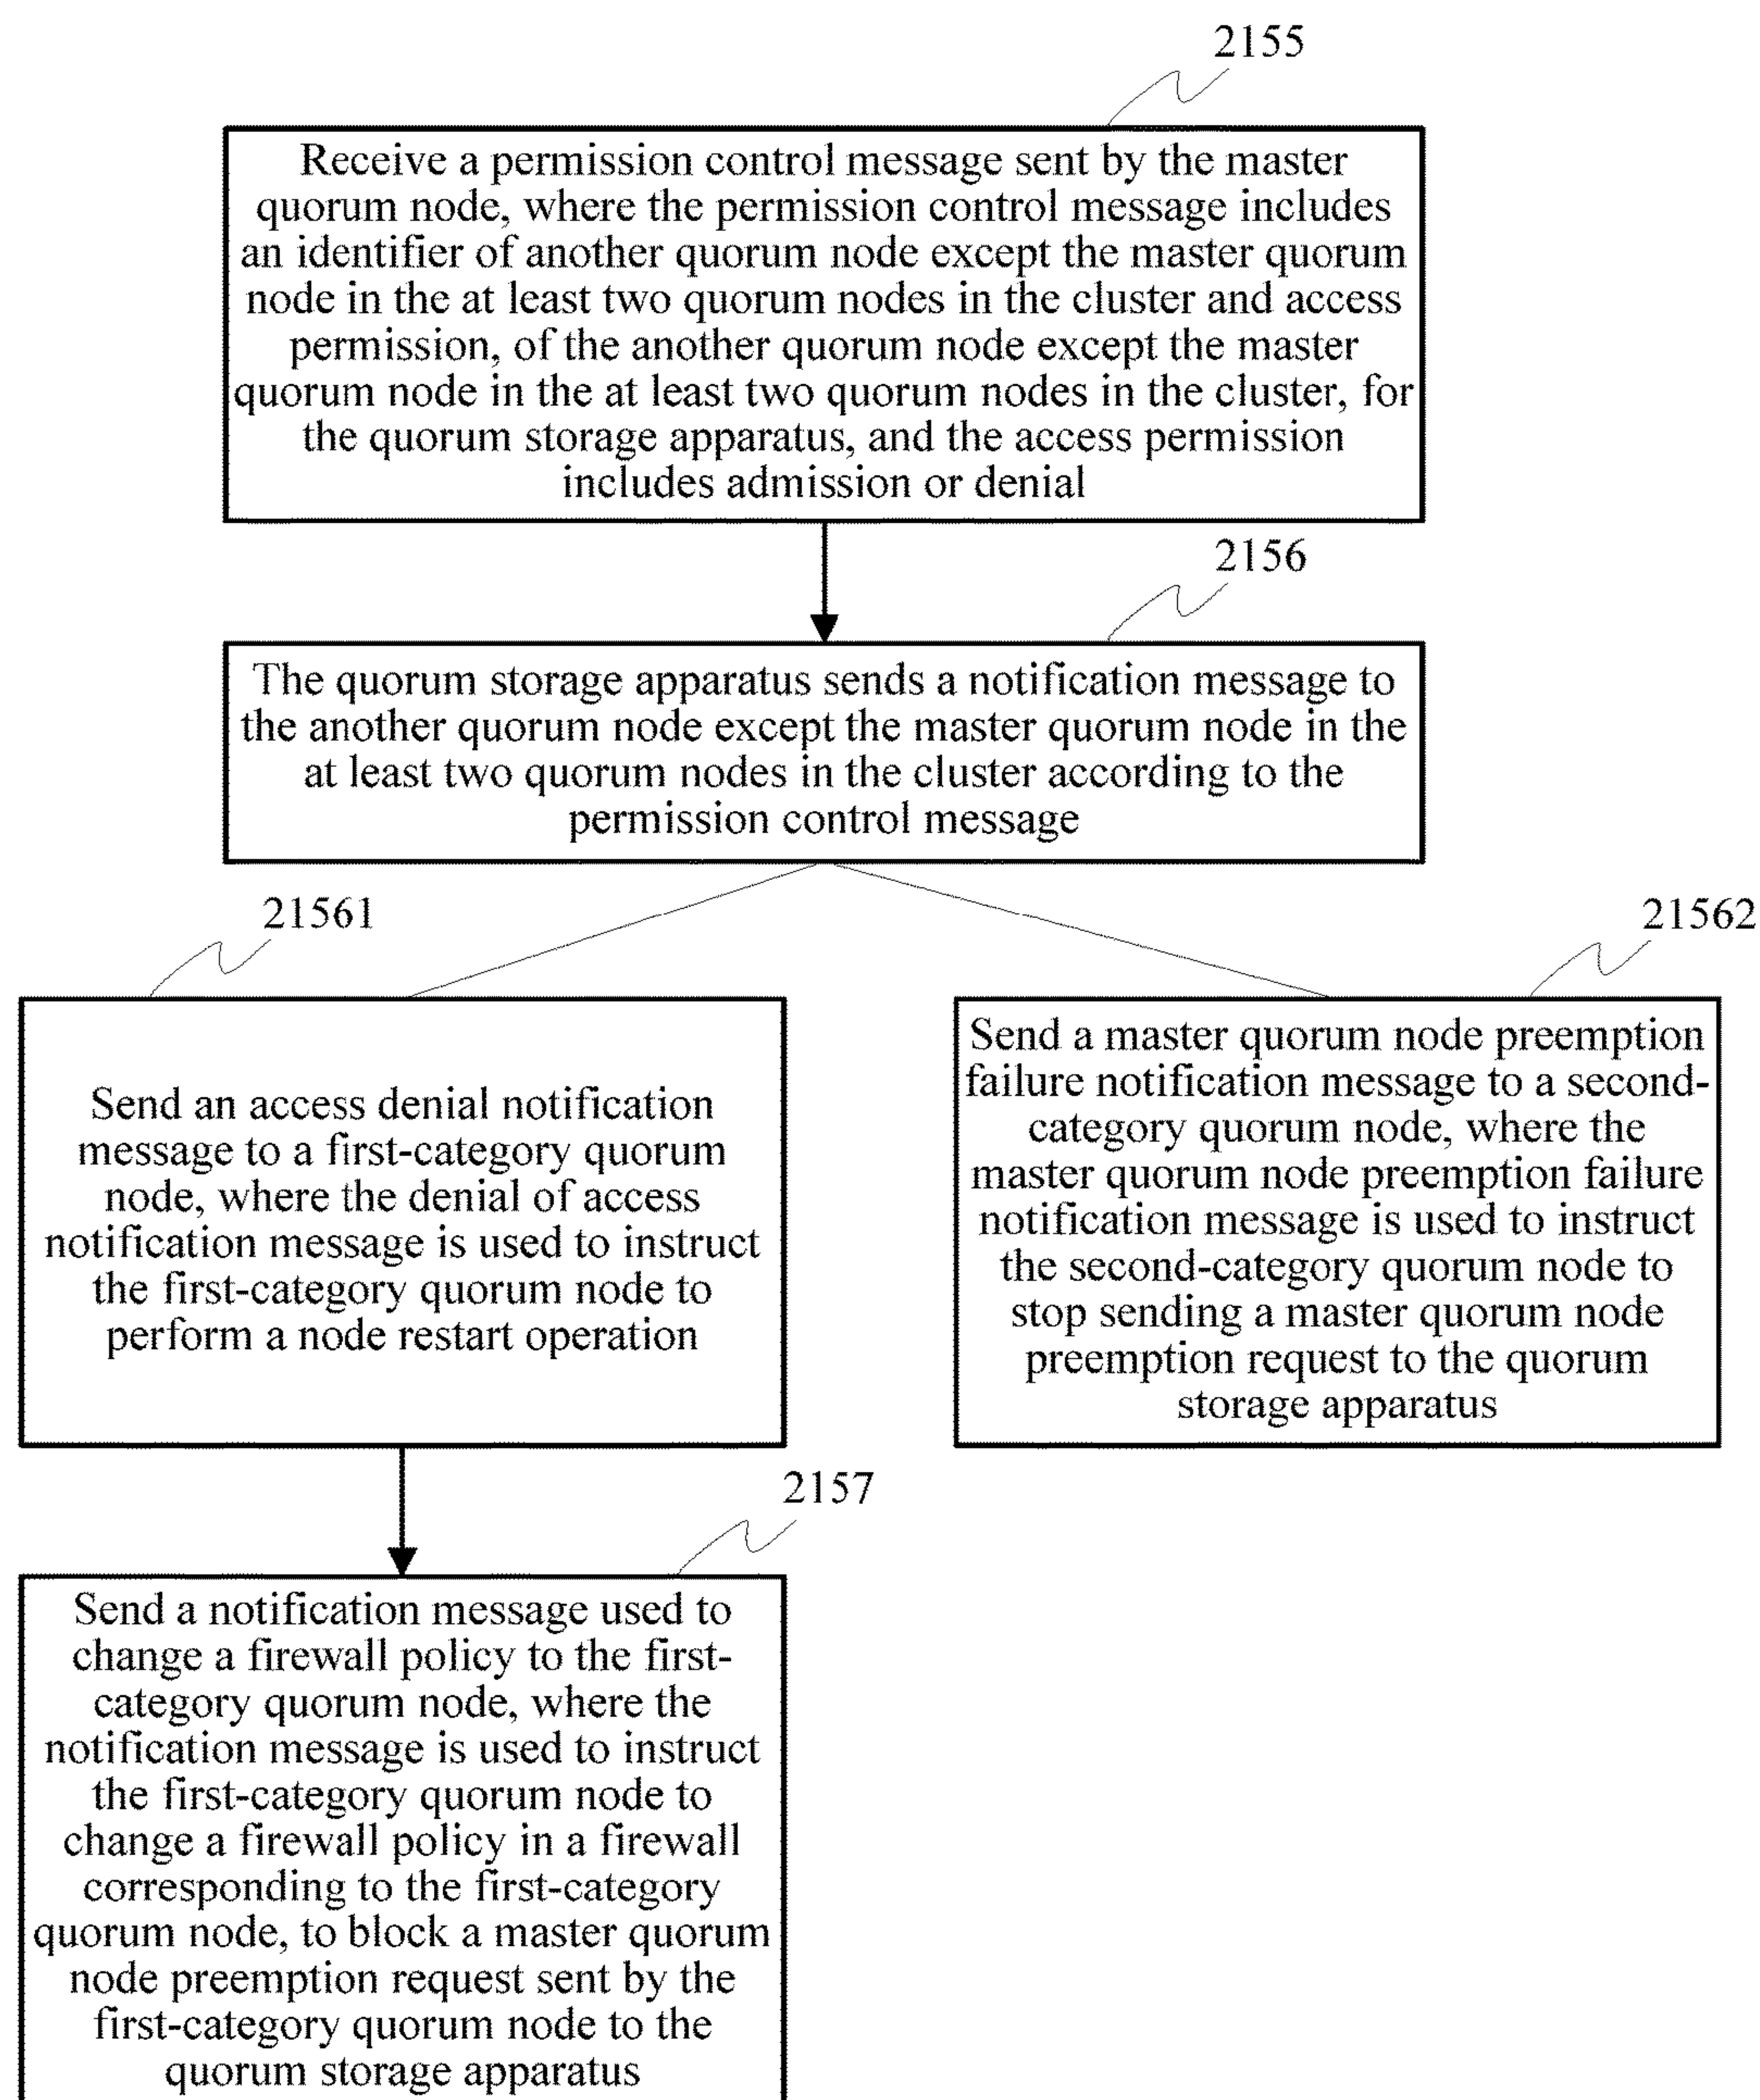 2155
Receive a permission control message sent by the master
quorum node, where the permission control message includes
an identifier of another quorum node except the master quorum
node in the at least two quorum nodes in the cluster and access
permission, of the another quorum node except the master
quorum node in the at least two quorum nodes in the cluster, for
the quorum storage apparatus, and the access permission
includes admission or denial
2156
The quorum storage apparatus sends a notification message to
the another quorum node except the master quorum node in the
at least two quorum nodes in the cluster according to the
permission control message
21561
Send an access denial notification
message to a first-category quorum
node, where the denial of access
notification message is used to instruct
the first-category quorum node to
perform a node restart operation
21562
Send a master quorum node preemption
failure notification message to a second-
category quorum node, where the
master quorum node preemption failure
notification message is used to instruct
the second-category quorum node to
stop sending a master quorum node
preemption request to the quorum
storage apparatus
2157
Send a notification message used to
change a firewall policy to the first-
category quorum node, where the
notification message is used to instruct
the first-category quorum node to
change a firewall policy in a firewall
corresponding to the first-category
quorum node, to block a master quorum
node preemption request sent by the
first-category quorum node to the
quorum storage apparatus